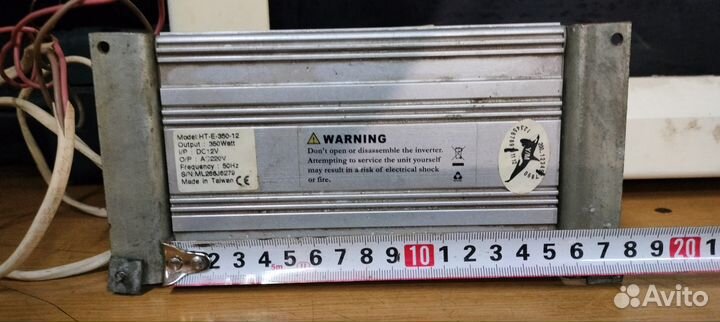 Model:HT-E-350-12
Output : 350Watt
I/P : DC12V
O/P : AC220V
Frequency : 50Hz
S/N:ML268J6279
Made in Taiwan CE
WARNING
Don't open or disassemble the inverter.
Attempting to service the unit yourself
may result in a risk of electrical shock
or fire.
2 3 4 5 6 7 8 9 10 1 2 3 4 5 6 7 8 9 20 1
5m
Avito